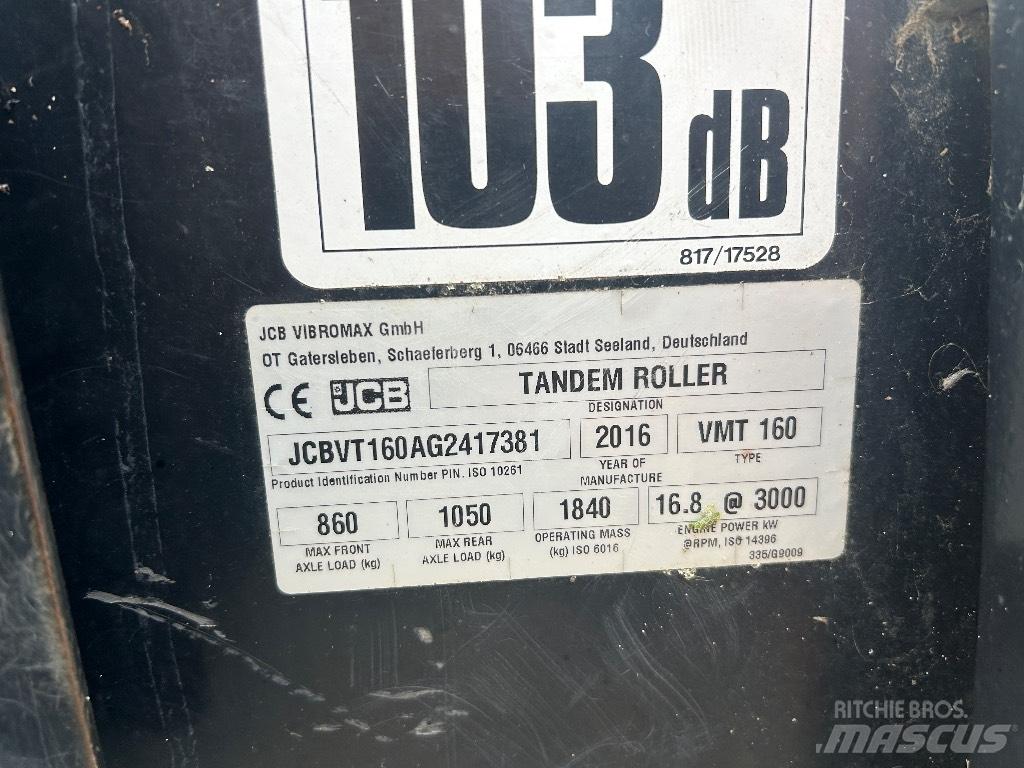 103 dB
817/17528
JCB VIBROMAX GmbH
OT Gatersleben, Schaeferberg 1, 06466 Stadt Seeland, Deutschland
CE JCB TANDEM ROLLER
DESIGNATION
JCBVT160AG2417381 2016 VMT 160
Product Identification Number PIN. ISO 10261 YEAR OF MANUFACTURE TYPE
860 1050 1840 16.8 @ 3000
MAX FRONT AXLE LOAD (kg) MAX REAR AXLE LOAD (kg) OPERATING MASS (kg) ISO 6016 ENGINE POWER kW @RPM, ISO 14396
335/G9009
RITCHIE BROS.
MASCUS